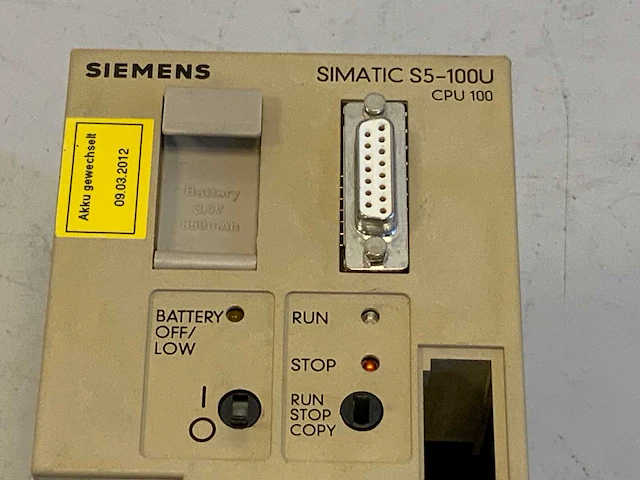 SIEMENS
SIMATIC S5-100U
CPU 100
Akku gewechselt
09.03.2012
Battery
3,4V
850mAh
BATTERY
OFF/
LOW
I
O
RUN
STOP
RUN
STOP
COPY